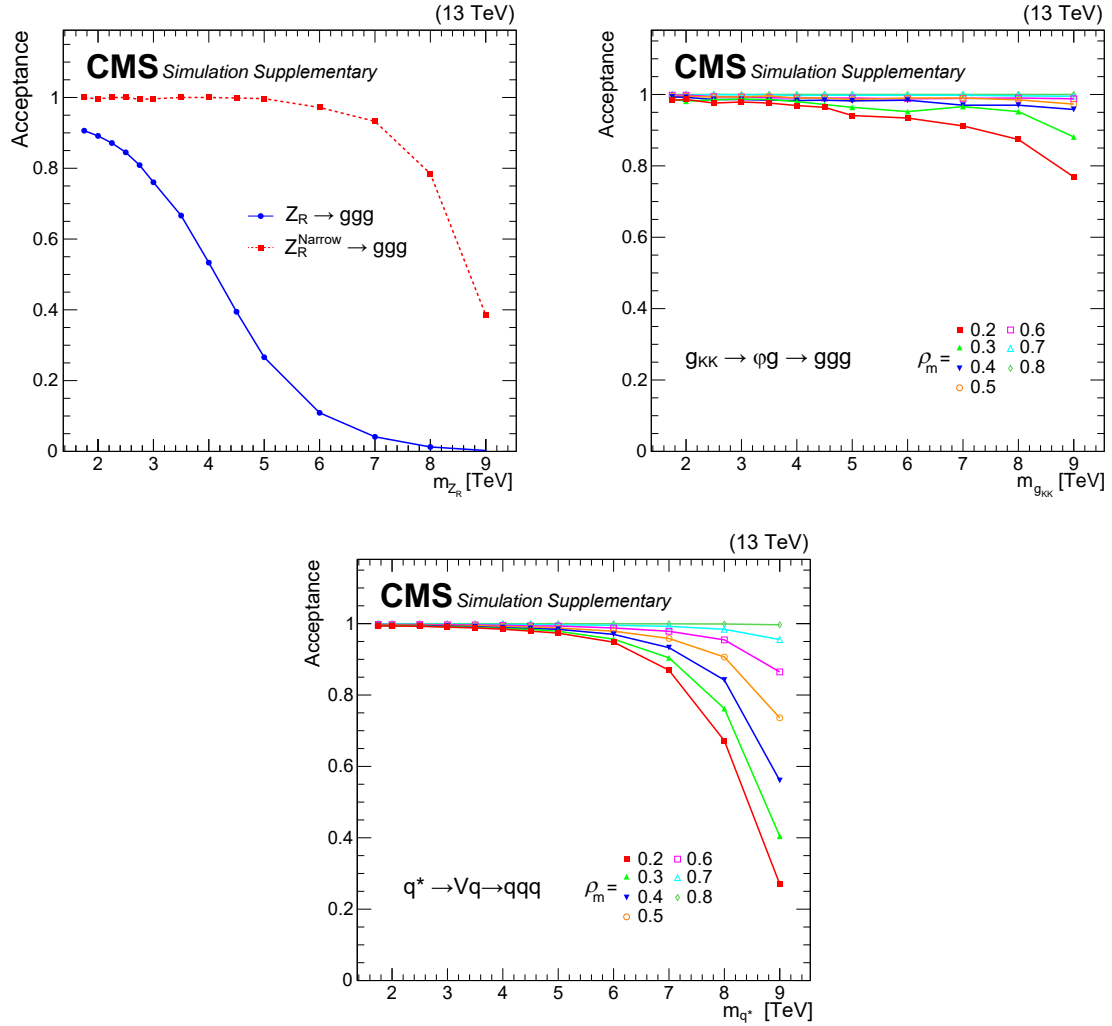 (13 TeV)
CMS Simulation Supplementary
Acceptance
1
0.8
0.6
0.4
0.2
0
Z_R → ggg
Z_R^Narrow → ggg
2 3 4 5 6 7 8 9
m_{Z_R} [TeV]
(13 TeV)
CMS Simulation Supplementary
Acceptance
1
0.8
0.6
0.4
0.2
0
g_KK → φg → ggg
ρ_m =
0.2 0.6
0.3 0.7
0.4 0.8
0.5
2 3 4 5 6 7 8 9
m_{g_KK} [TeV]
(13 TeV)
CMS Simulation Supplementary
Acceptance
1
0.8
0.6
0.4
0.2
0
q* → Vq → qqq
ρ_m =
0.2 0.6
0.3 0.7
0.4 0.8
0.5
2 3 4 5 6 7 8 9
m_{q*} [TeV]